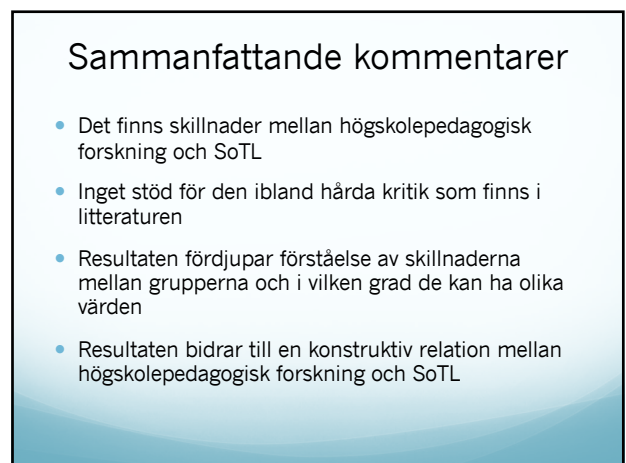 Sammanfattande kommentarer
• Det finns skillnader mellan högskolepedagogisk
forskning och SoTL
• Inget stöd för den ibland hårda kritik som finns i
litteraturen
• Resultaten fördjupar förståelse av skillnaderna
mellan grupperna och i vilken grad de kan ha olika
värden
• Resultaten bidrar till en konstruktiv relation mellan
högskolepedagogisk forskning och SoTL